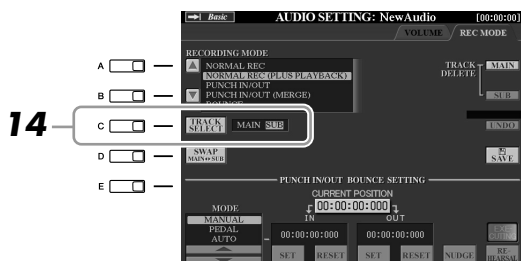 Basic AUDIO SETTING: NewAudio [00:00:00]
VOLUME REC MODE
RECORDING MODE
A NORMAL REC
NORMAL REC (PLUS PLAYBACK)
TRACK DELETE MAIN
B PUNCH IN/OUT
PUNCH IN/OUT (MERGE)
SUB
BOUNCE
14 C TRACK SELECT MAIN SUB UNDO
D SWAP MAIN↔SUB SAVE
E PUNCH IN/OUT BOUNCE SETTING
CURRENT POSITION
00:00:00:000
MODE IN OUT
MANUAL
PEDAL
AUTO
00:00:00:000 00:00:00:000
SET RESET SET RESET NUDGE RE-HEARSAL